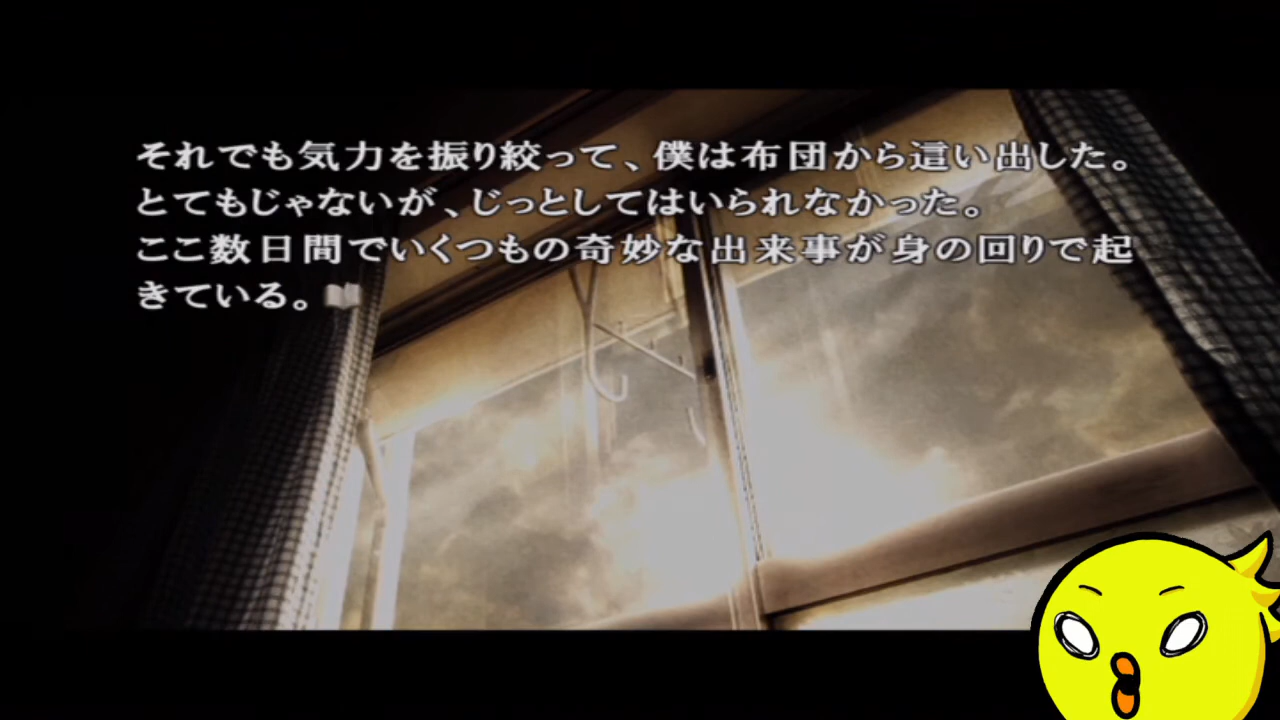 それでも気力を振り絞って、僕は布団から這い出した。
とてもじゃないが、じっとしてはいられなかった。
ここ数日間でいくつもの奇妙な出来事が身の回りで起
きている。